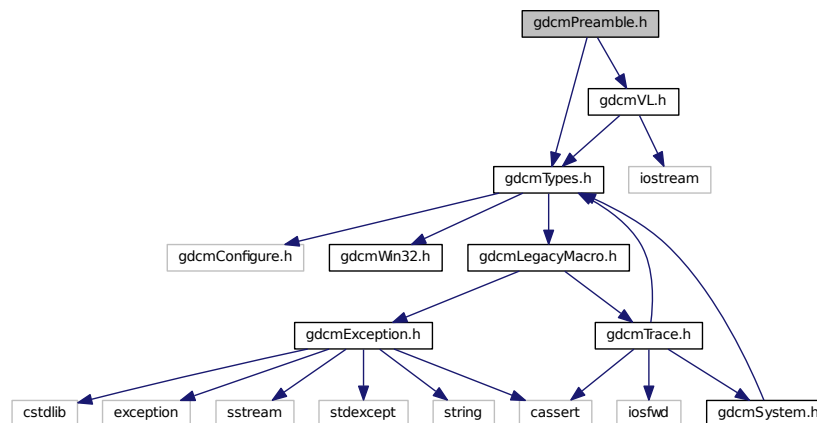 gdcmPreamble.h
gdcmVL.h
gdcmTypes.h
iostream
gdcmConfigure.h
gdcmWin32.h
gdcmLegacyMacro.h
gdcmException.h
gdcmTrace.h
cstdlib
exception
sstream
stdexcept
string
cassert
iosfwd
gdcmSystem.h